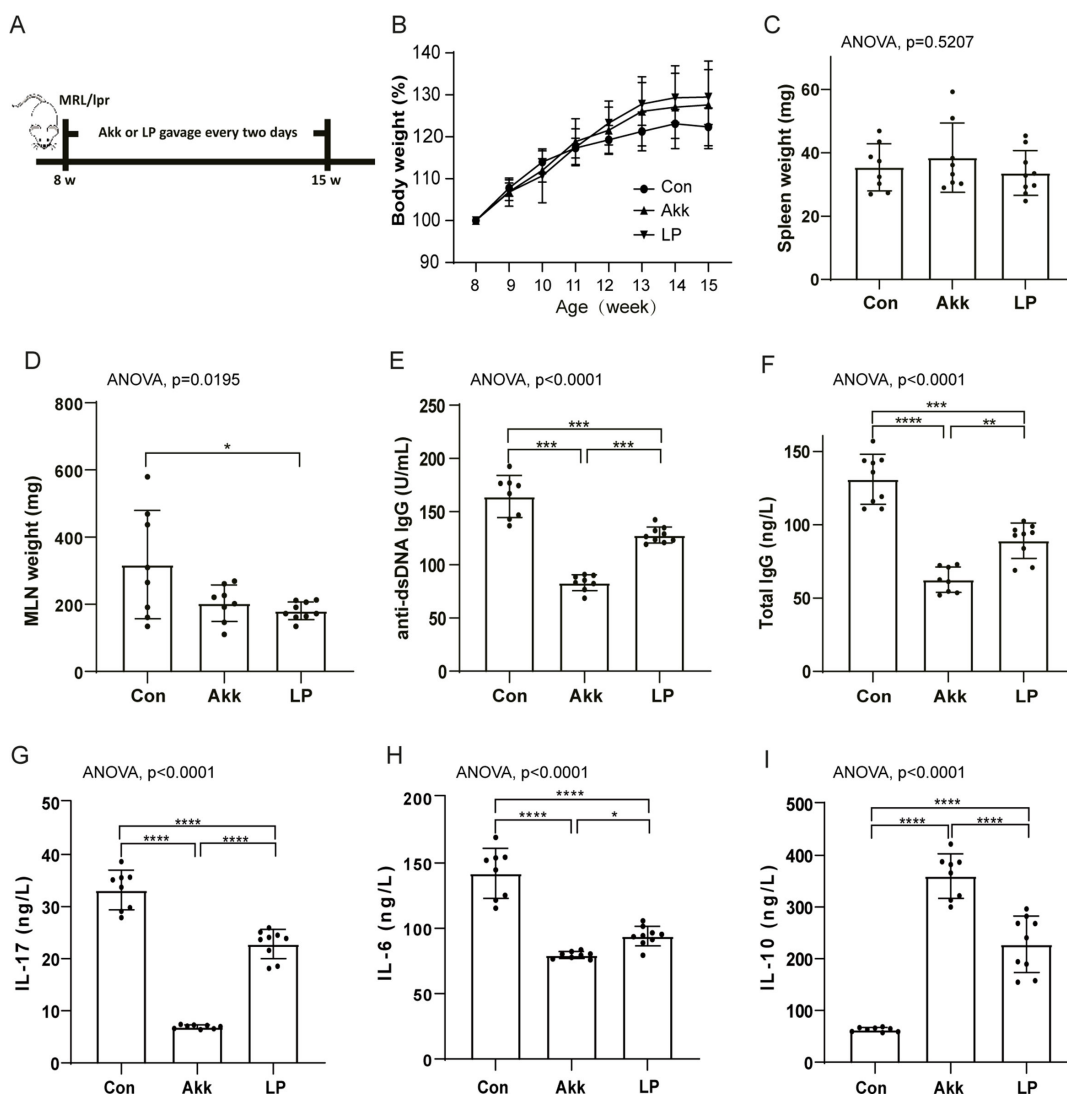 A
MRL/lpr
Akk or LP gavage every two days
8 w
15 w
B
Body weight (%)
140
130
120
110
100
90
Con
Akk
LP
8 9 10 11 12 13 14 15
Age (week)
C
ANOVA, p=0.5207
Spleen weight (mg)
60
40
20
0
Con Akk LP
D
ANOVA, p=0.0195
MLN weight (mg)
800
600
400
200
0
*
Con Akk LP
E
ANOVA, p<0.0001
anti-dsDNA IgG (U/mL)
250
200
150
100
50
0
***
*** ***
Con Akk LP
F
ANOVA, p<0.0001
Total IgG (ng/L)
150
100
50
0
***
**** **
Con Akk LP
G
ANOVA, p<0.0001
IL-17 (ng/L)
50
40
30
20
10
0
****
**** ****
Con Akk LP
H
ANOVA, p<0.0001
IL-6 (ng/L)
200
150
100
50
0
****
**** *
Con Akk LP
I
ANOVA, p<0.0001
IL-10 (ng/L)
500
400
300
200
100
0
****
**** ****
Con Akk LP